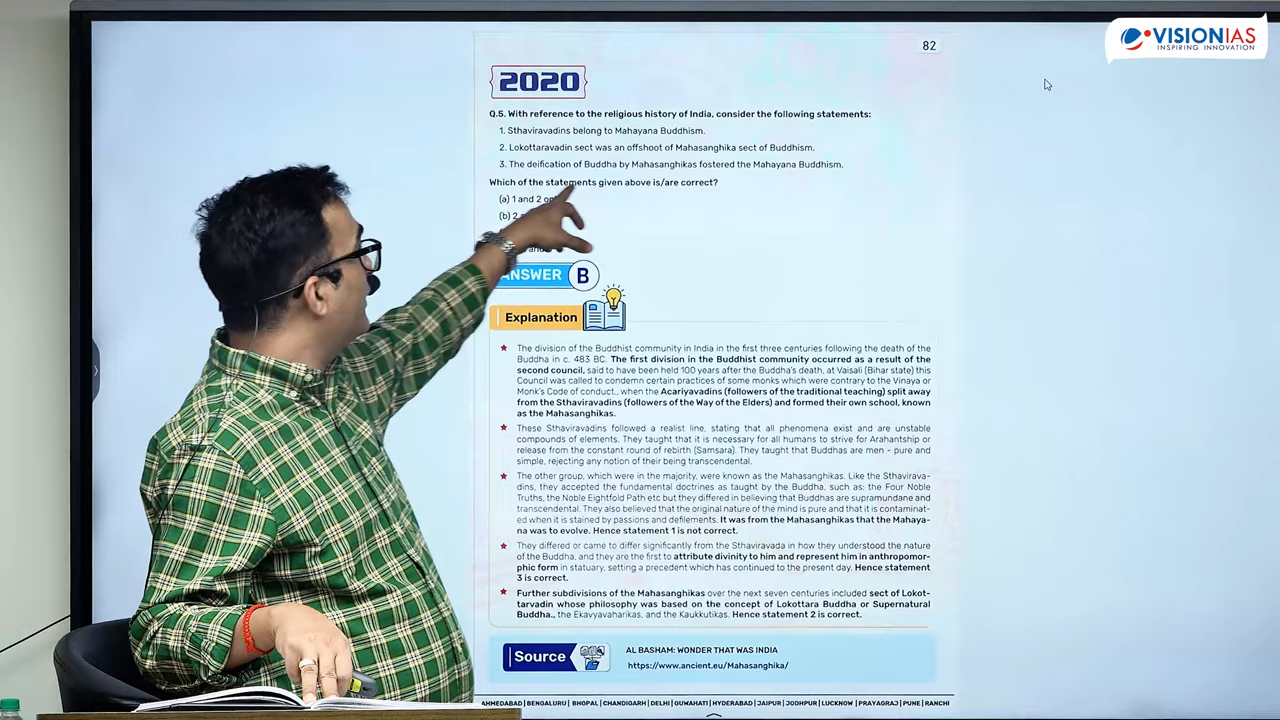 VISIONIAS
INSPIRING INNOVATION
82
2020
Q.5. With reference to the religious history of India, consider the following statements:
1. Sthaviravadins belong to Mahayana Buddhism.
2. Lokottaravadin sect was an offshoot of Mahasanghika sect of Buddhism.
3. The deification of Buddha by Mahasanghikas fostered the Mahayana Buddhism.
Which of the statements given above is/are correct?
(a) 1 and 2
(b) 2
ANSWER B
Explanation
The division of the Buddhist community in India in the first three centuries following the death of the
Buddha in c. 483 BC. The first division in the Buddhist community occurred as a result of the
second council, said to have been held 100 years after the Buddha's death, at Vaisali (Bihar state) this
Council was called to condemn certain practices of some monks which were contrary to the Vinaya or
Monk's Code of conduct., when the Acariyavadins (followers of the traditional teaching) split away
from the Sthaviravadins (followers of the Way of the Elders) and formed their own school, known
as the Mahasanghikas.
These Sthaviravadins followed a realist line, stating that all phenomena exist and are unstable
compounds of elements. They taught that it is necessary for all humans to strive for Arahantship or
release from the constant round of rebirth (Samsara). They taught that Buddhas are men - pure and
simple, rejecting any notion of their being transcendental.
The other group, which were in the majority, were known as the Mahasanghikas. Like the Sthavirava-
dins, they accepted the fundamental doctrines as taught by the Buddha, such as: the Four Noble
Truths, the Noble Eightfold Path etc but they differed in believing that Buddhas are supramundane and
transcendental. They also believed that the original nature of the mind is pure and that it is contaminat-
ed when it is stained by passions and defilements. It was from the Mahasanghikas that the Mahaya-
na was to evolve. Hence statement 1 is not correct.
They differed or came to differ significantly from the Sthaviravada in how they understood the nature
of the Buddha, and they are the first to attribute divinity to him and represent him in anthropomor-
phic form in statuary, setting a precedent which has continued to the present day. Hence statement
3 is correct.
Further subdivisions of the Mahasanghikas over the next seven centuries included sect of Lokot-
tarvadin whose philosophy was based on the concept of Lokottara Buddha or Supernatural
Buddha., the Ekavyavaharikas, and the Kaukkutikas. Hence statement 2 is correct.
Source
AL BASHAM: WONDER THAT WAS INDIA
https://www.ancient.eu/Mahasanghika/
AHMEDABAD | BENGALURU | BHOPAL | CHANDIGARH | DELHI | GUWAHATI | HYDERABAD | JAIPUR | JODHPUR | LUCKNOW | PRAYAGRAJ | PUNE | RANCHI